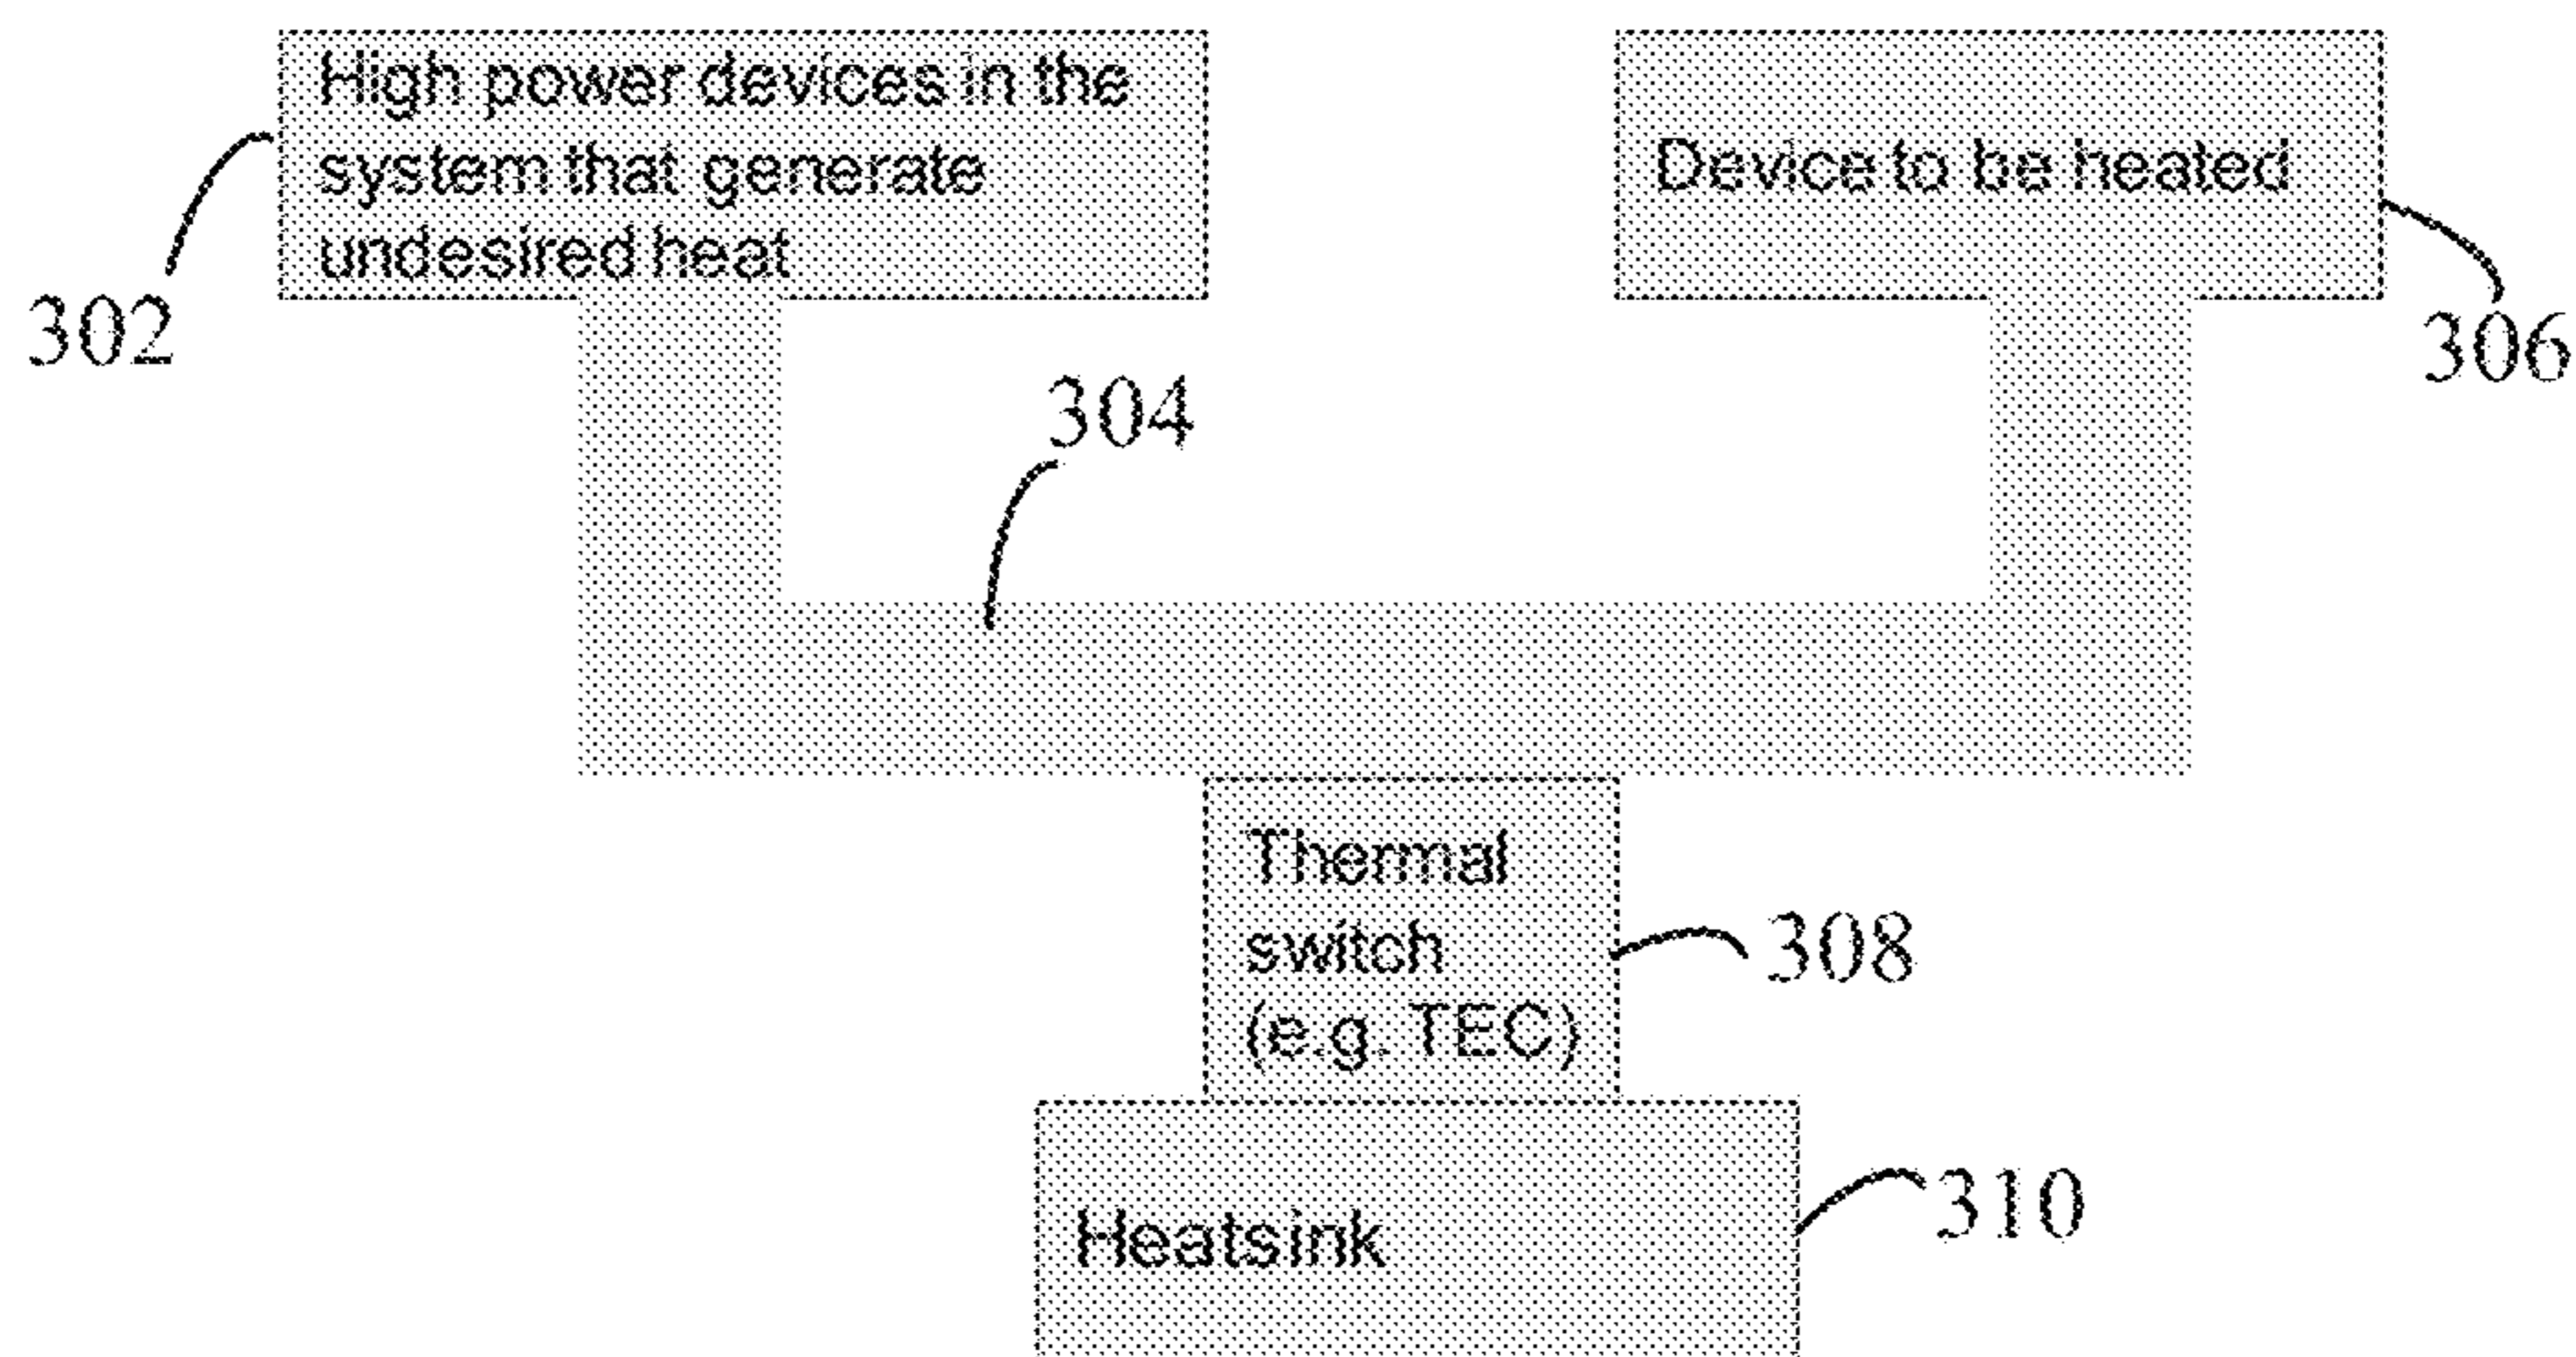 High power devices in the
system that generate
undesired heat
Device to be heated
302
306
304
Thermal
switch
(e.g. TEC)
308
Heatsink
310